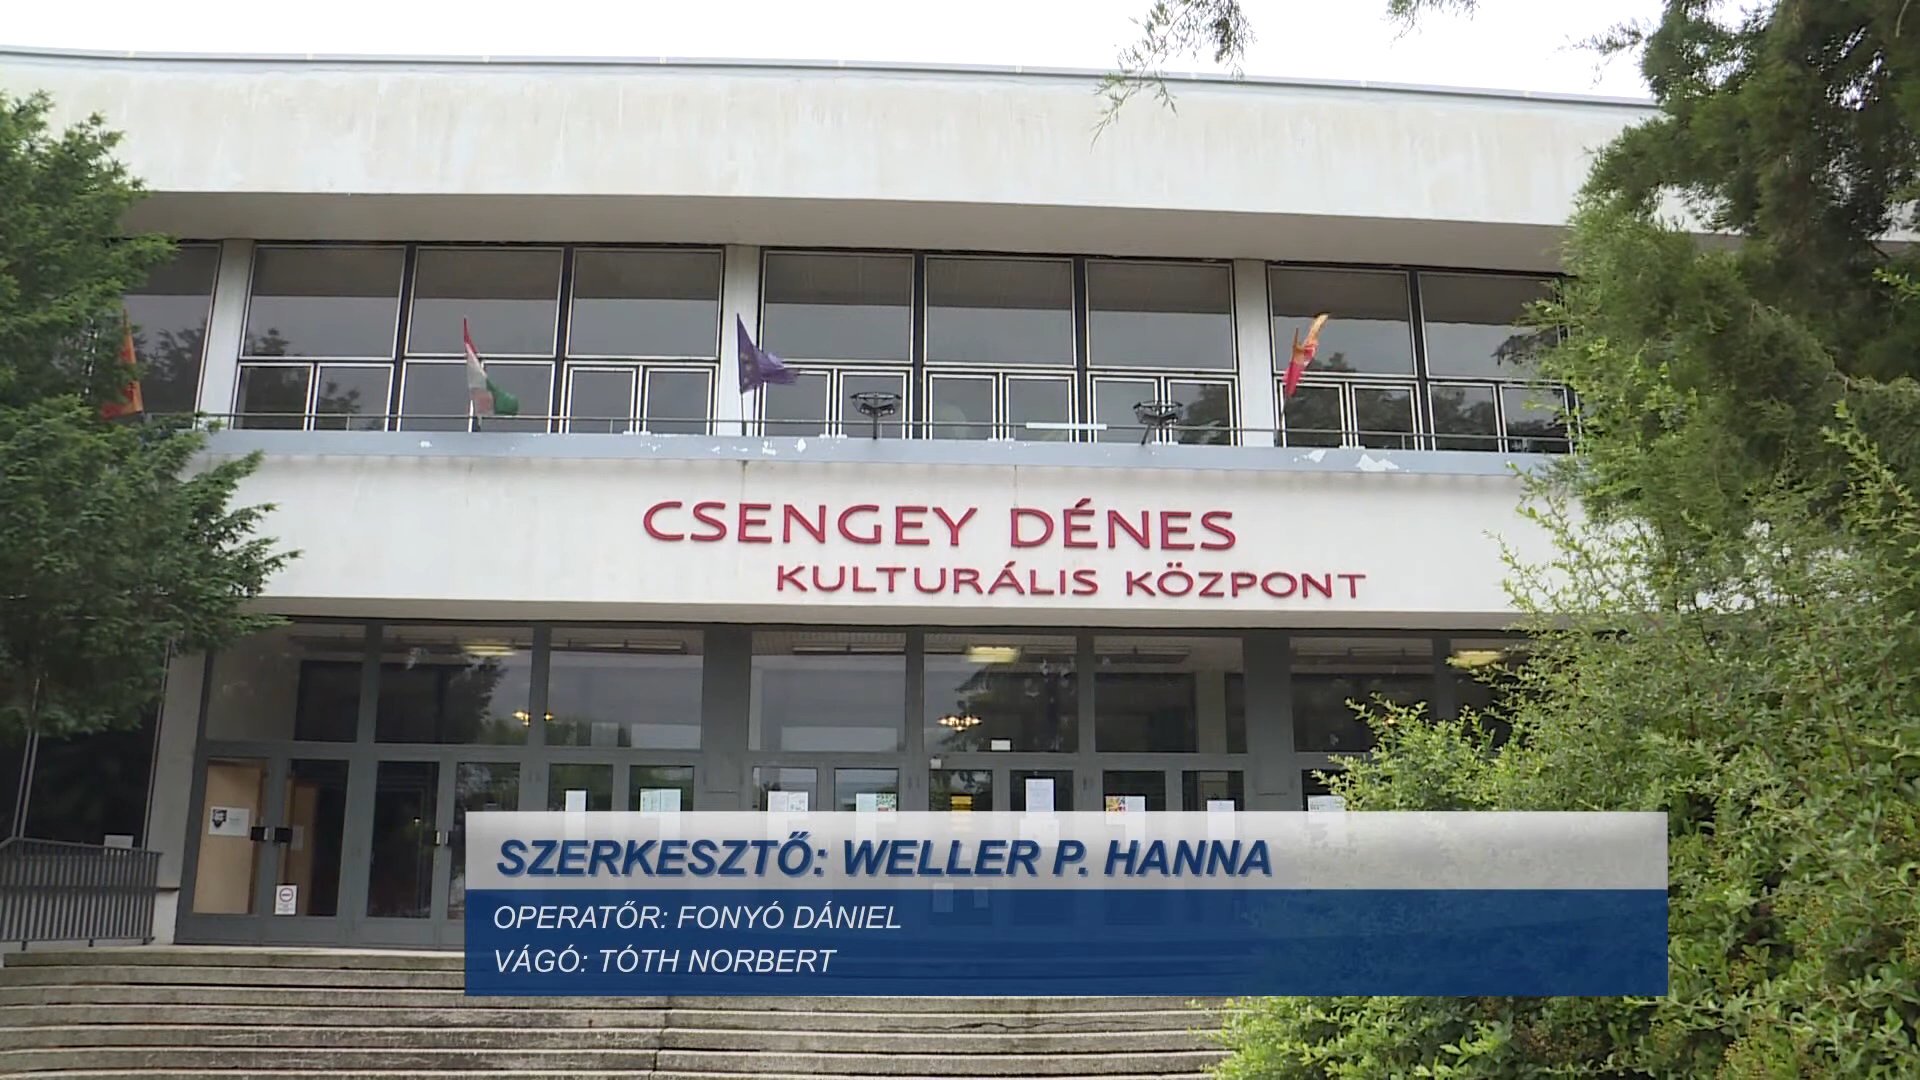 CSENGEY DÉNES
KULTURÁLIS KÖZPONT
SZERKESZTŐ: WELLER P. HANNA
OPERATŐR: FONYÓ DÁNIEL
VÁGÓ: TÓTH NORBERT